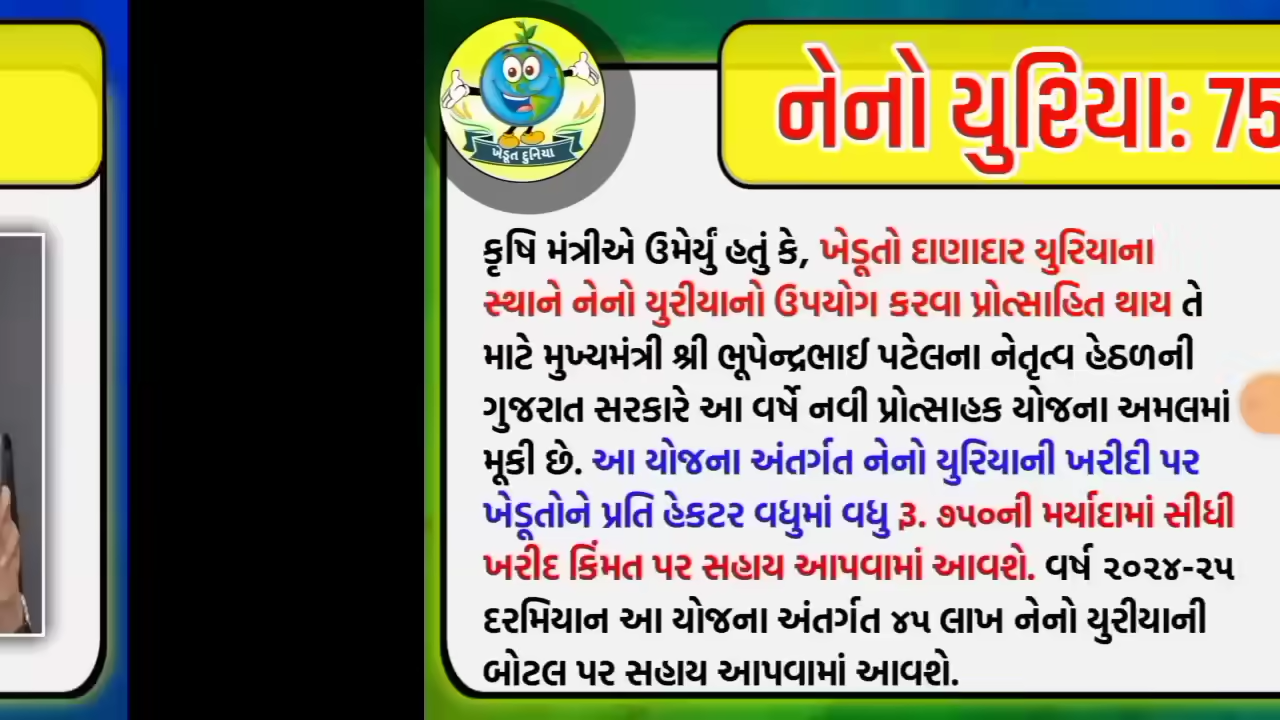 ખેડૂત દુનિયા
નેનો યુરિયા: 75
કૃષિ મંત્રીએ ઉમેર્યું હતું કે, ખેડૂતો દાણાદાર યુરિયાના
સ્થાને નેનો યુરીયાનો ઉપયોગ કરવા પ્રોત્સાહિત થાય તે
માટે મુખ્યમંત્રી શ્રી ભૂપેન્દ્રભાઈ પટેલના નેતૃત્વ હેઠળની
ગુજરાત સરકારે આ વર્ષે નવી પ્રોત્સાહક યોજના અમલમાં
મૂકી છે. આ યોજના અંતર્ગત નેનો યુરિયાની ખરીદી પર
ખેડૂતોને પ્રતિ હેકટર વધુમાં વધુ રૂ. ૭૫૦ની મર્યાદામાં સીધી
ખરીદ કિંમત પર સહાય આપવામાં આવશે. વર્ષ ૨૦૨૪-૨૫
દરમિયાન આ યોજના અંતર્ગત ૪૫ લાખ નેનો યુરીયાની
બોટલ પર સહાય આપવામાં આવશે.